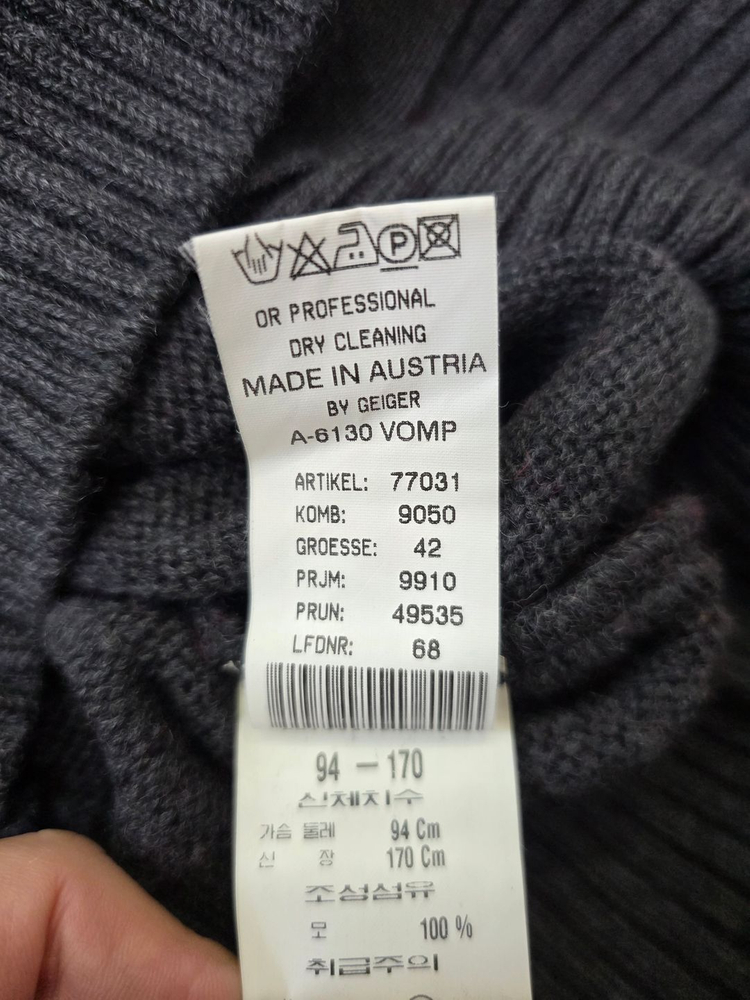 P
OR PROFESSIONAL
DRY CLEANING
MADE IN AUSTRIA
BY GEIGER
A-6130 VOMP
ARTIKEL: 77031
KOMB: 9050
GROESSE: 42
PRJM: 9910
PRUN: 49535
LFDNR: 68
94 — 170
신체치수
가슴 둘레 94 Cm
신 장 170 Cm
조성섬유
모 100 %
취급주의